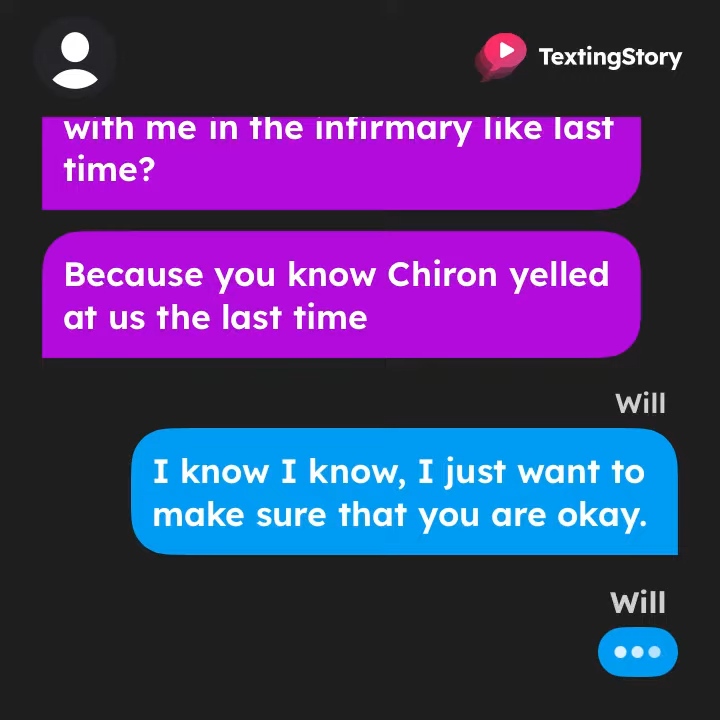 TextingStory
with me in the infirmary like last
time?
Because you know Chiron yelled
at us the last time
Will
I know I know, I just want to
make sure that you are okay.
Will